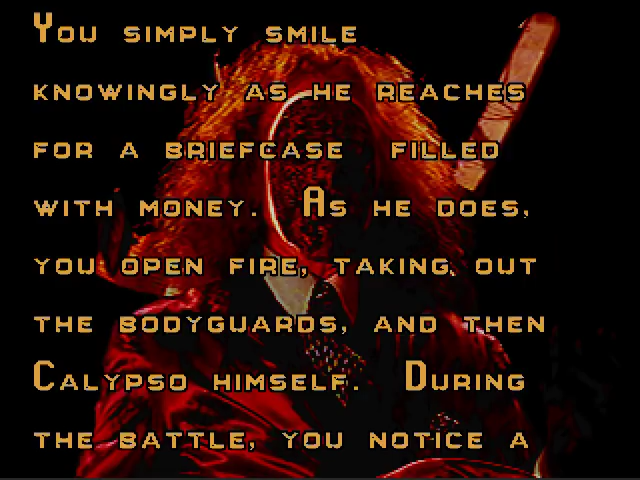 You simply smile
knowingly as he reaches
for a briefcase filled
with money. As he does,
you open fire, taking out
the bodyguards, and then
Calypso himself. During
the battle, you notice a